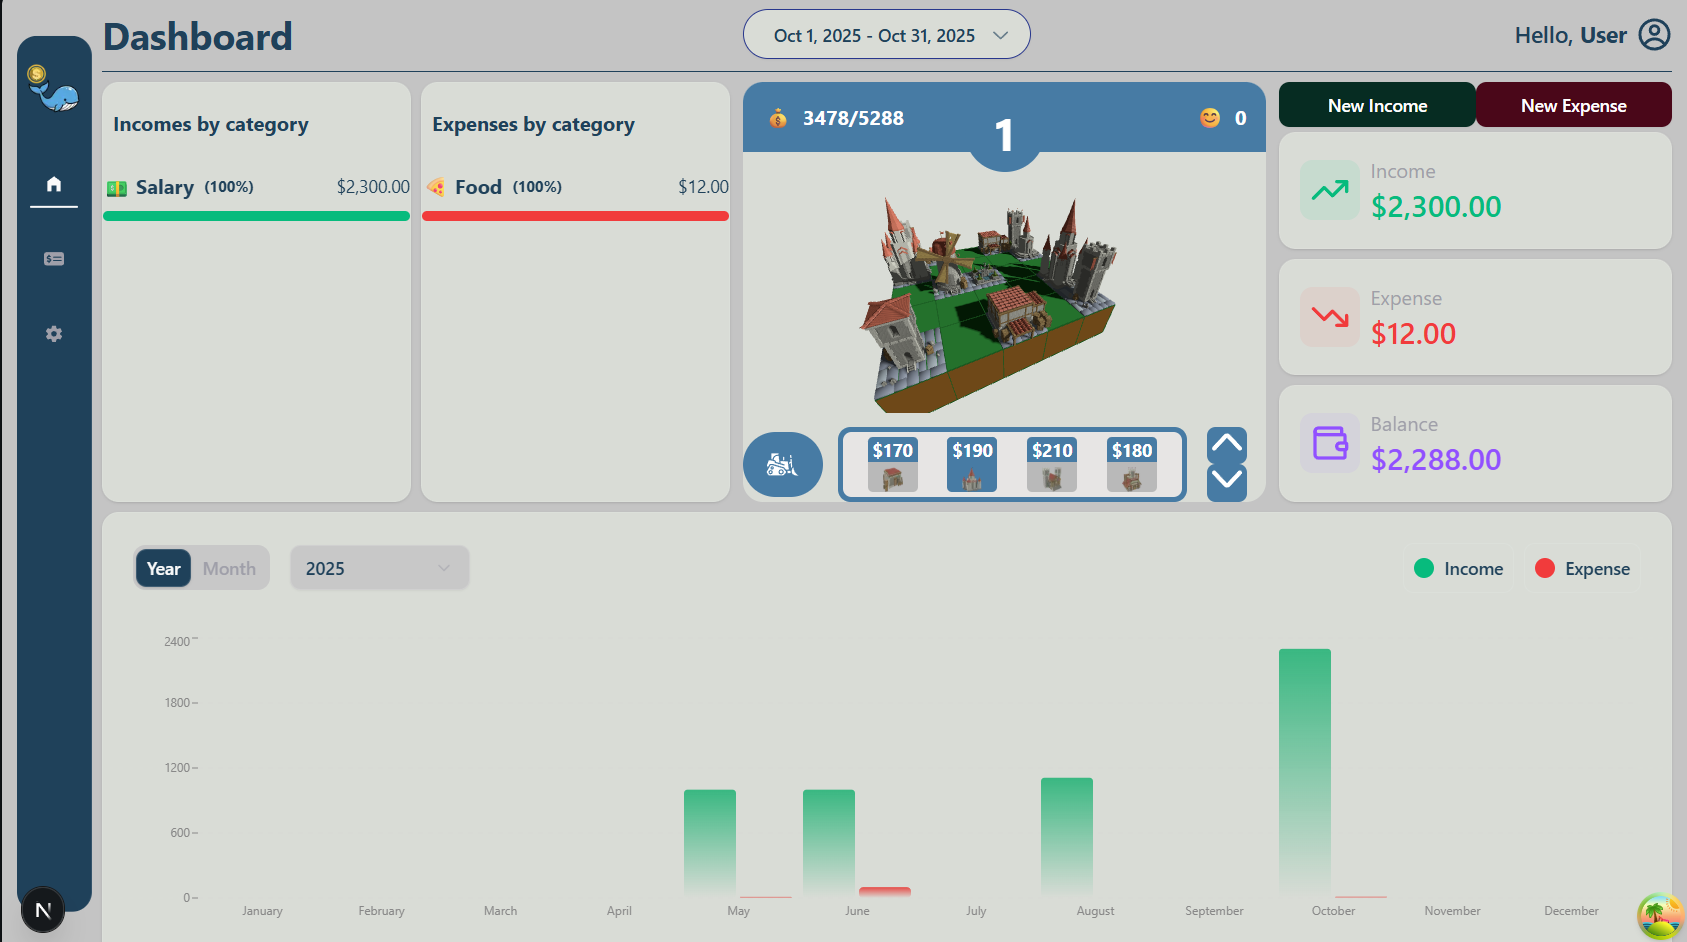 Dashboard
Oct 1, 2025 - Oct 31, 2025
Hello, User
Incomes by category
Salary (100%) $2,300.00
Expenses by category
Food (100%) $12.00
3478/5288
1
0
$170 $190 $210 $180
New Income New Expense
Income
$2,300.00
Expense
$12.00
Balance
$2,288.00
Year Month 2025
Income Expense
2400
1800
1200
600
0
January February March April May June July August September October November December
N